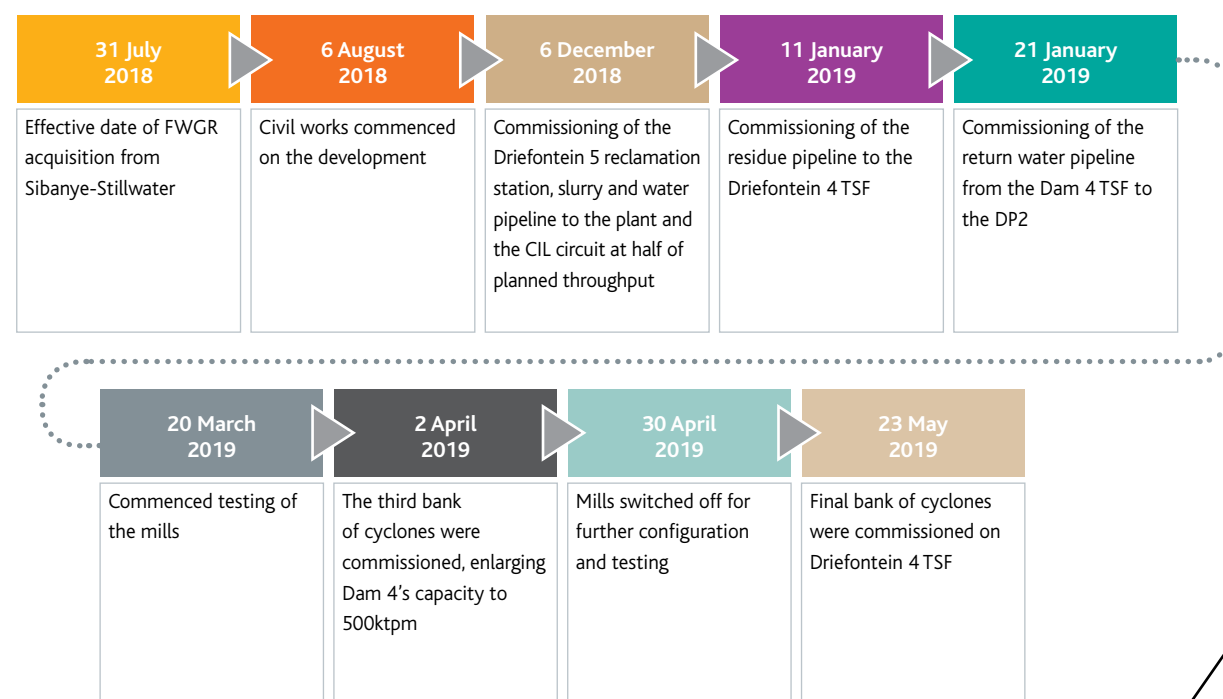 31 July
2018
Effective date of FWGR
acquisition from
Sibanye-Stillwater
6 August
2018
Civil works commenced
on the development
6 December
2018
Commissioning of the
Driefontein 5 reclamation
station, slurry and water
pipeline to the plant and
the CIL circuit at half of
planned throughput
11 January
2019
Commissioning of the
residue pipeline to the
Driefontein 4 TSF
21 January
2019
Commissioning of the
return water pipeline
from the Dam 4 TSF to
the DP2
20 March
2019
Commenced testing of
the mills
2 April
2019
The third bank
of cyclones were
commissioned, enlarging
Dam 4’s capacity to
500ktpm
30 April
2019
Mills switched off for
further configuration
and testing
23 May
2019
Final bank of cyclones
were commissioned on
Driefontein 4 TSF